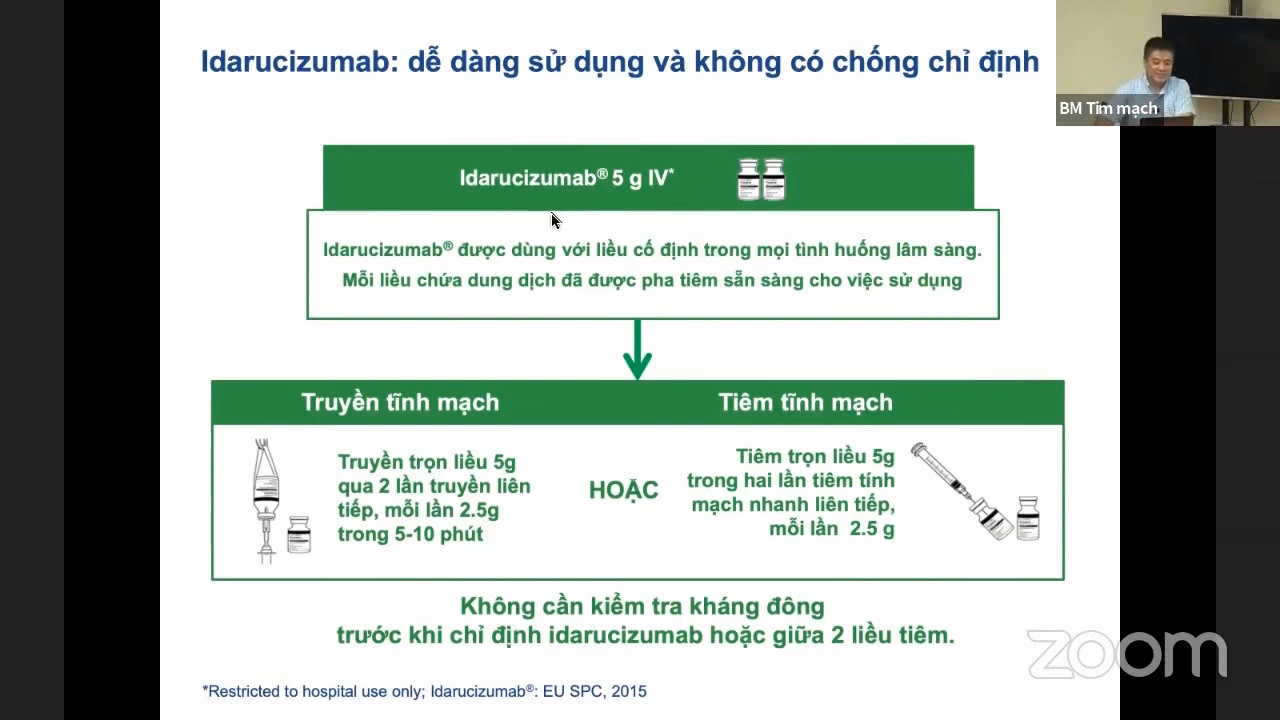 Idarucizumab: dễ dàng sử dụng và không có chống chỉ định
BM Tim mạch
Idarucizumab® 5 g IV*
Idarucizumab® được dùng với liều cố định trong mọi tình huống lâm sàng.
Mỗi liều chứa dung dịch đã được pha tiêm sẵn sàng cho việc sử dụng
Truyền tĩnh mạch
Truyền trọn liều 5g
qua 2 lần truyền liên
tiếp, mỗi lần 2.5g
trong 5-10 phút
HOẶC
Tiêm tĩnh mạch
Tiêm trọn liều 5g
trong hai lần tiêm tính
mạch nhanh liên tiếp,
mỗi lần 2.5 g
Không cần kiểm tra kháng đông
trước khi chỉ định idarucizumab hoặc giữa 2 liều tiêm.
*Restricted to hospital use only; Idarucizumab®: EU SPC, 2015
zoom